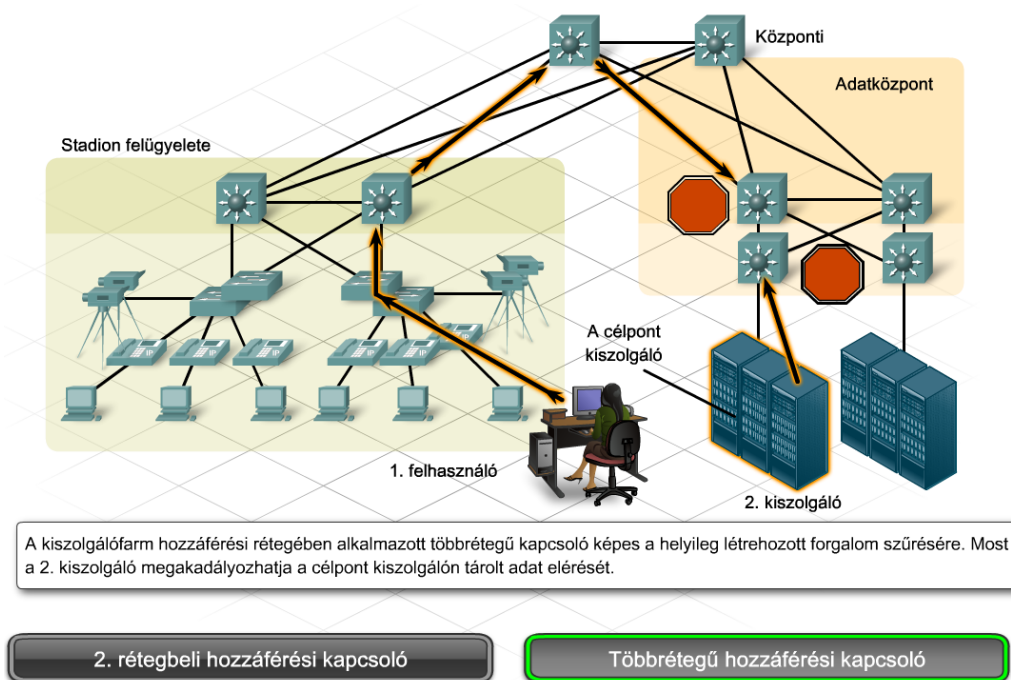 Központi
Adatközpont
Stadion felügyelete
A célpont
kiszolgáló
1. felhasználó
2. kiszolgáló
A kiszolgálófarm hozzáférési rétegében alkalmazott többrétegű kapcsoló képes a helyileg létrehozott forgalom szűrésére. Most
a 2. kiszolgáló megakadályozhatja a célpont kiszolgálón tárolt adat elérését.
2. rétegbeli hozzáférési kapcsoló
Többrétegű hozzáférési kapcsoló